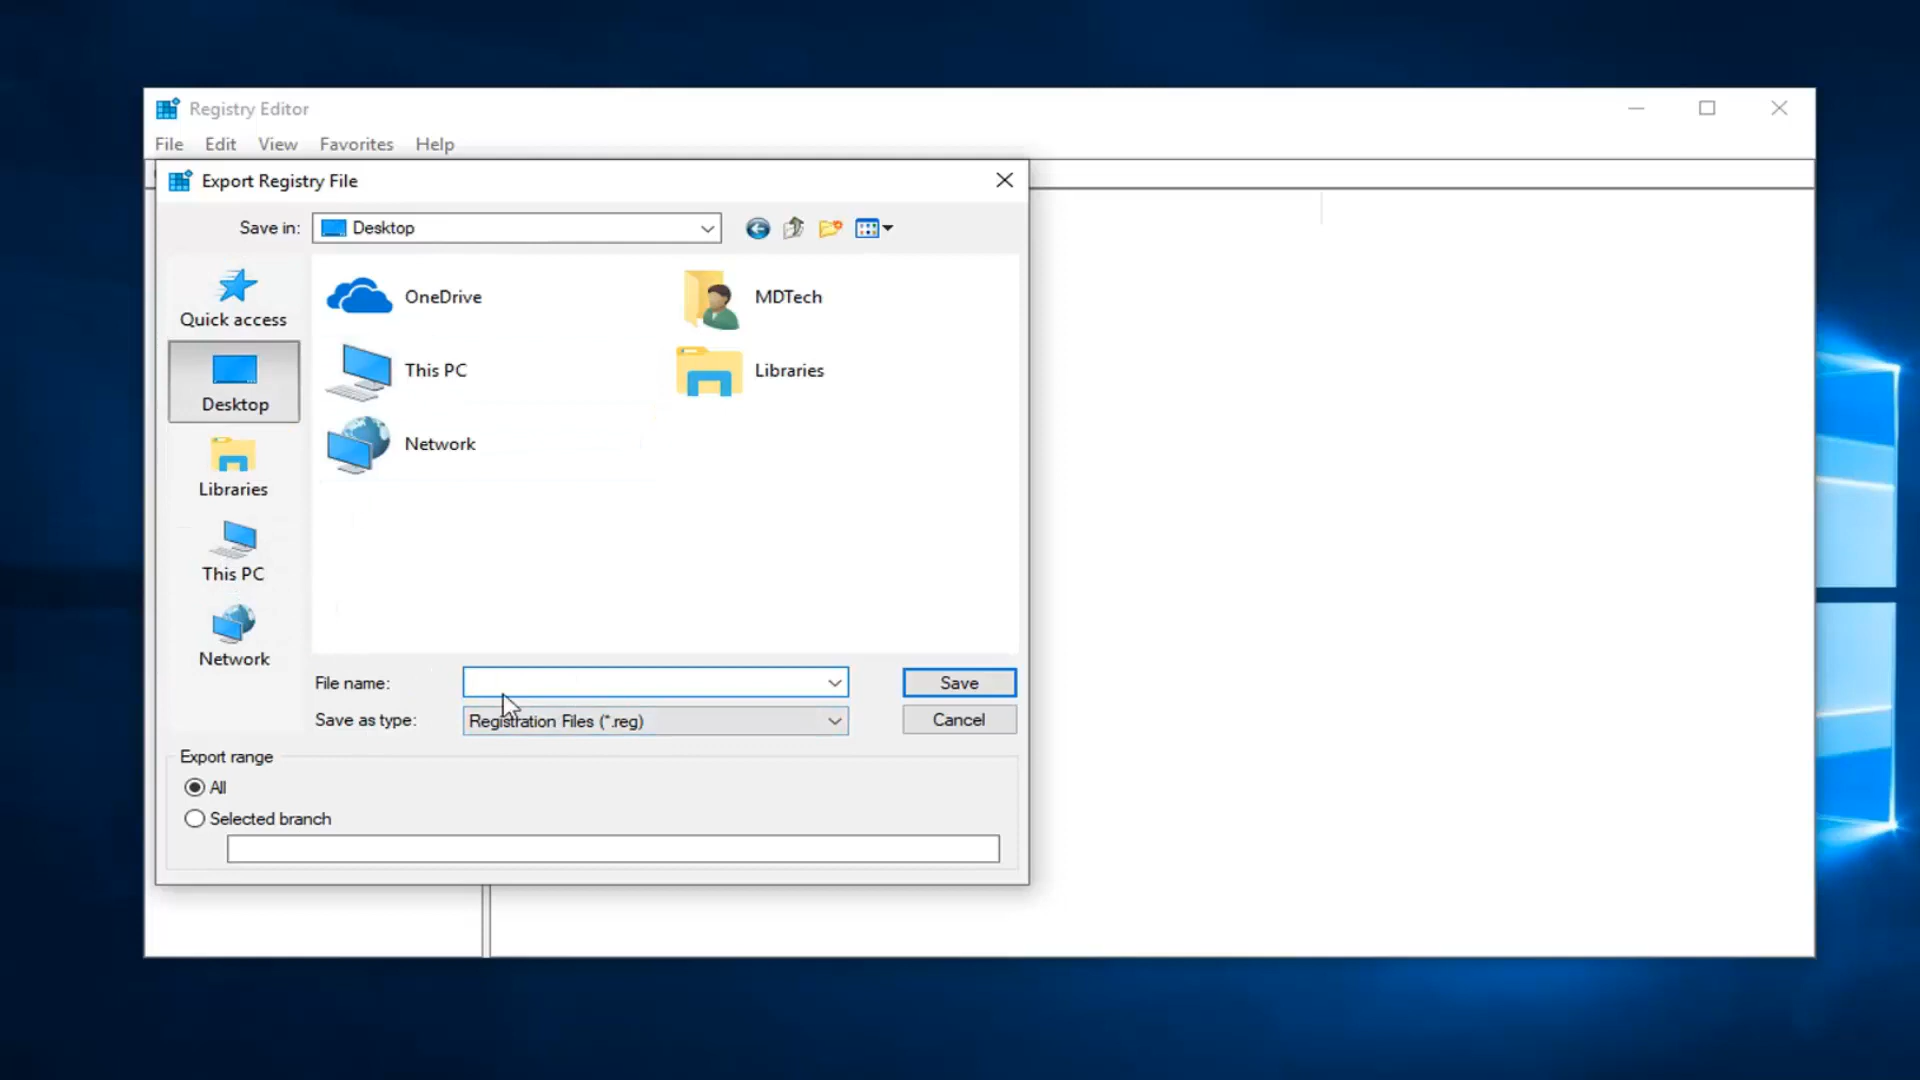 Registry Editor
File Edit View Favorites Help
Export Registry File
Save in: Desktop
Quick access
Desktop
Libraries
This PC
Network
OneDrive
MDTech
This PC
Libraries
Network
File name:
Save
Save as type: Registration Files (*.reg)
Cancel
Export range
All
Selected branch